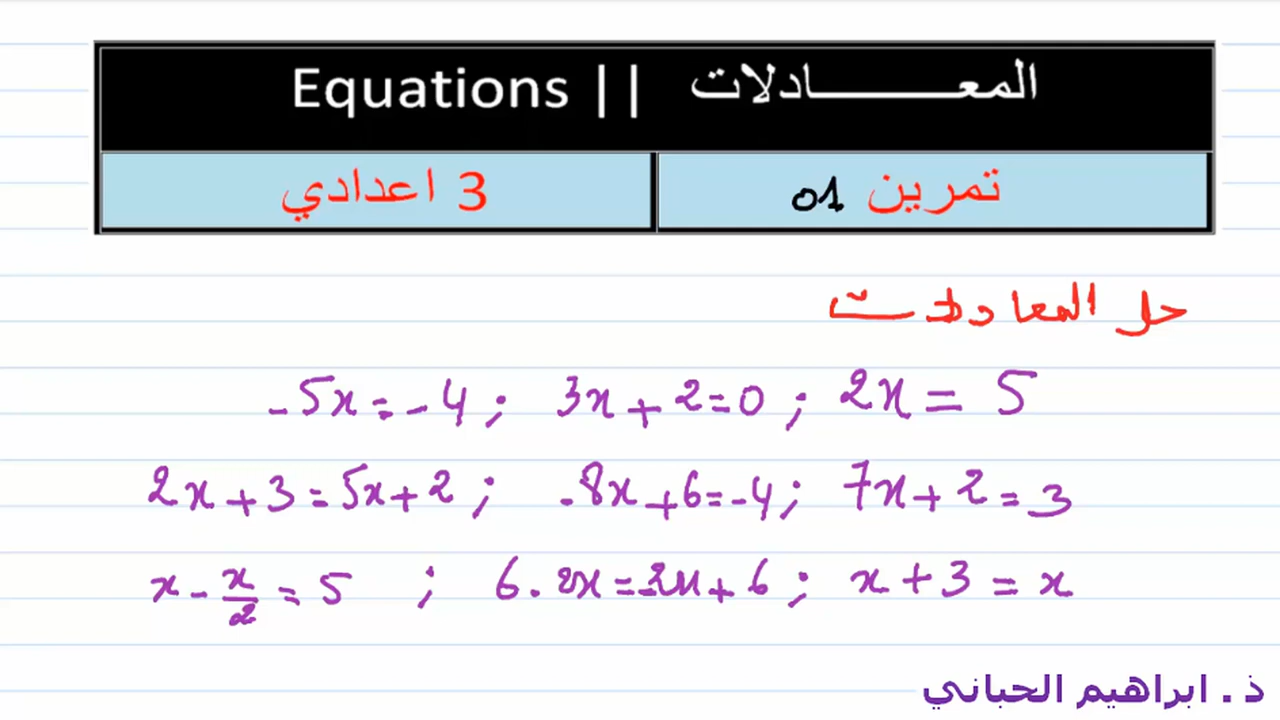 المعـــــــــــادلات || Equations
تمرين 01
3 اعدادي
حل المعادلات
2x = 5 ; 3x + 2 = 0 ; -5x = -4
7x + 2 = 3 ; -8x + 6 = -4 ; 2x + 3 = 5x + 2
x + 3 = x ; 6 - 2x = -2x + 6 ; x - x/2 = 5
ذ . ابراهيم الحباني